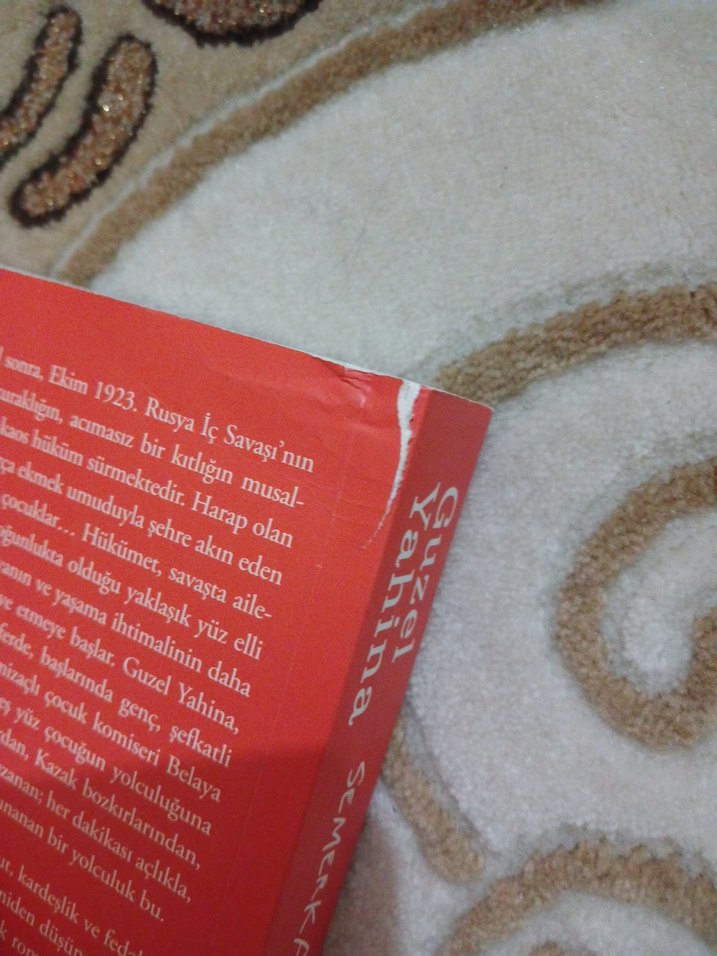 sonra, Ekim 1923. Rusya İç Savaşı'nın
kuraklığın, acımasız bir kıtlığın musal-
kaos hüküm sürmektedir. Harap olan
ekmek umuduyla şehre akın eden
çocuklar... Hükümet, savaşta aile-
çoğunlukta olduğu yaklaşık yüz elli
ve yaşama ihtimalinin daha
etmeye başlar. Guzel Yahina,
başlarında genç, şefkatli
çocuk komiseri Belaya
yüz çocuğun yolculuğuna
Kazak bozkırlarından,
her dakikası açlıkla,
bir yolculuk bu.
kardeşlik ve
Guzel
Yahina